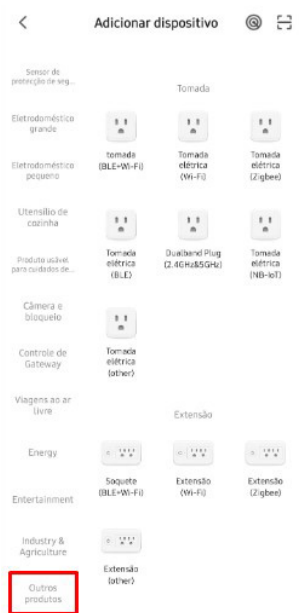 Adicionar dispositivo
Sensor de
proteção de seg...
Eletrodoméstico
grande
Eletrodoméstico
pequeno
Utensílio de
cozinha
Produto usável
para cuidados de...
Câmera e
bloqueio
Controle de
Gateway
Viagens ao ar
livre
Energy
Entertainment
Industry &
Agriculture
Outros
produtos
Tomada
tomada
(BLE+Wi-Fi)
Tomada
elétrica
(Wi-Fi)
Tomada
elétrica
(Zigbee)
Tomada
elétrica
(BLE)
Dualband Plug
(2.4GHz&5GHz)
Tomada
elétrica
(NB-IoT)
Tomada
elétrica
(other)
Extensão
Soquete
(BLE+Wi-Fi)
Extensão
(Wi-Fi)
Extensão
(Zigbee)
Extensão
(other)